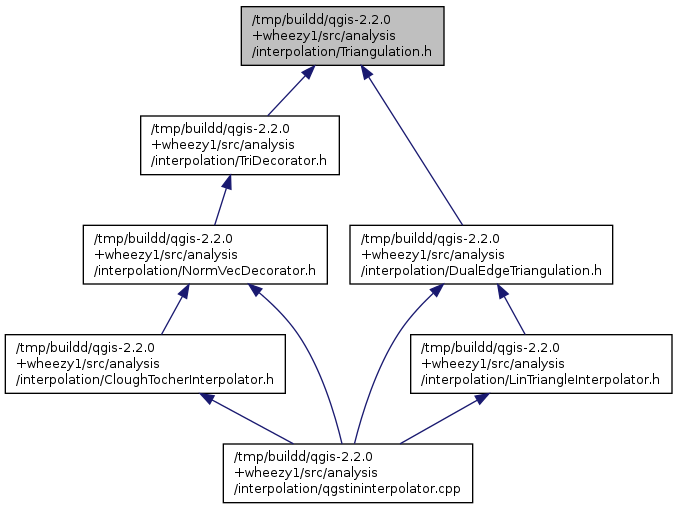 /tmp/buildd/qgis-2.2.0
+wheezy1/src/analysis
/interpolation/Triangulation.h
/tmp/buildd/qgis-2.2.0
+wheezy1/src/analysis
/interpolation/TriDecorator.h
/tmp/buildd/qgis-2.2.0
+wheezy1/src/analysis
/interpolation/NormVecDecorator.h
/tmp/buildd/qgis-2.2.0
+wheezy1/src/analysis
/interpolation/DualEdgeTriangulation.h
/tmp/buildd/qgis-2.2.0
+wheezy1/src/analysis
/interpolation/CloughTocherInterpolator.h
/tmp/buildd/qgis-2.2.0
+wheezy1/src/analysis
/interpolation/LinTriangleInterpolator.h
/tmp/buildd/qgis-2.2.0
+wheezy1/src/analysis
/interpolation/qgstininterpolator.cpp